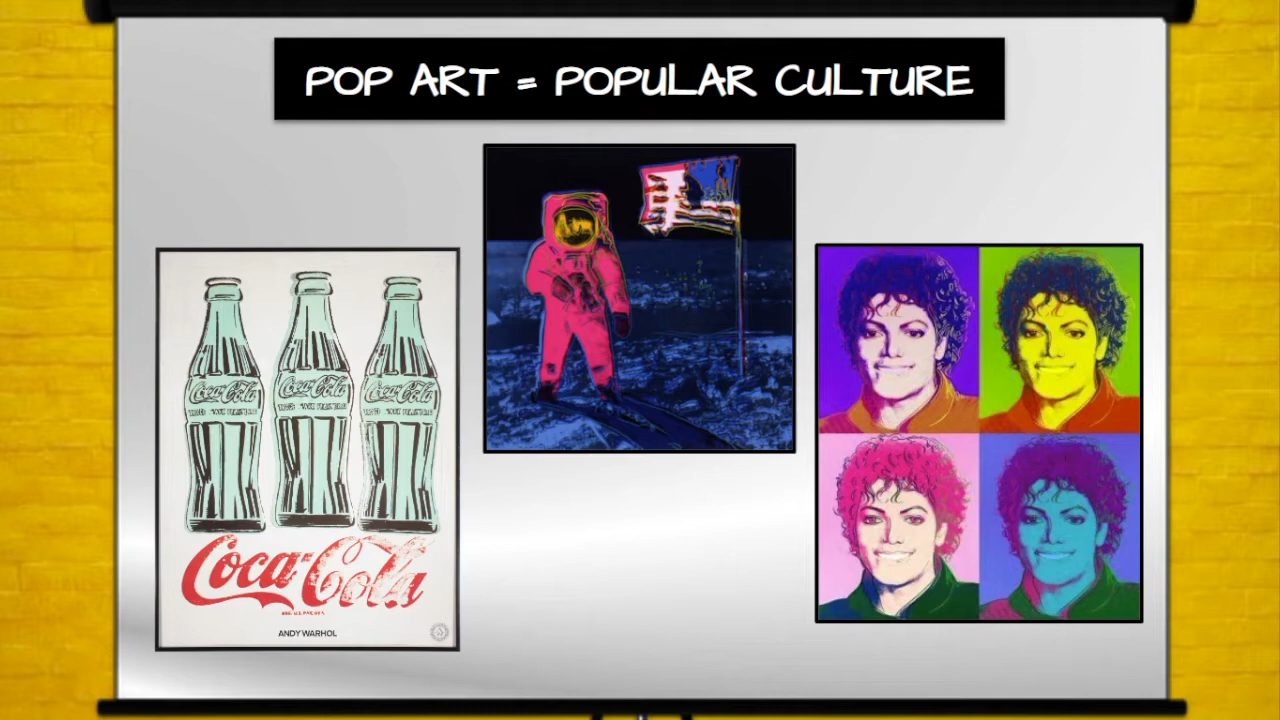 POP ART = POPULAR CULTURE
Coca-Cola Coca-Cola Coca-Cola
Coca-Cola
ANDY WARHOL